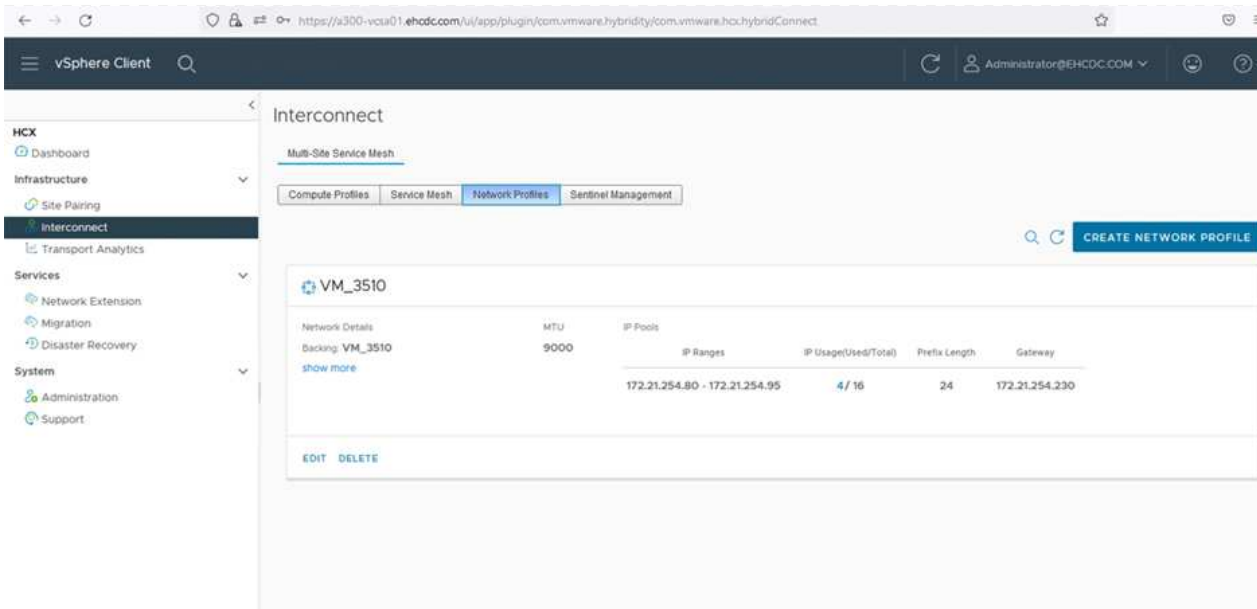 https://a300-vcsa01.ehcdc.com/ui/app/plugin/com.vmware.hybridity/com.vmware.hcx.hybridConnect
vSphere Client
Administrator@EHCDC.COM
HCX
Dashboard
Infrastructure
Site Pairing
Interconnect
Transport Analytics
Services
Network Extension
Migration
Disaster Recovery
System
Administration
Support
Interconnect
Multi-Site Service Mesh
Compute Profiles Service Mesh Network Profiles Sentinel Management
CREATE NETWORK PROFILE
VM_3510
Network Details MTU IP Pools
Backing: VM_3510 9000
IP Ranges IP Usage(Used/Total) Prefix Length Gateway
show more
172.21.254.80 - 172.21.254.95 4/ 16 24 172.21.254.230
EDIT DELETE